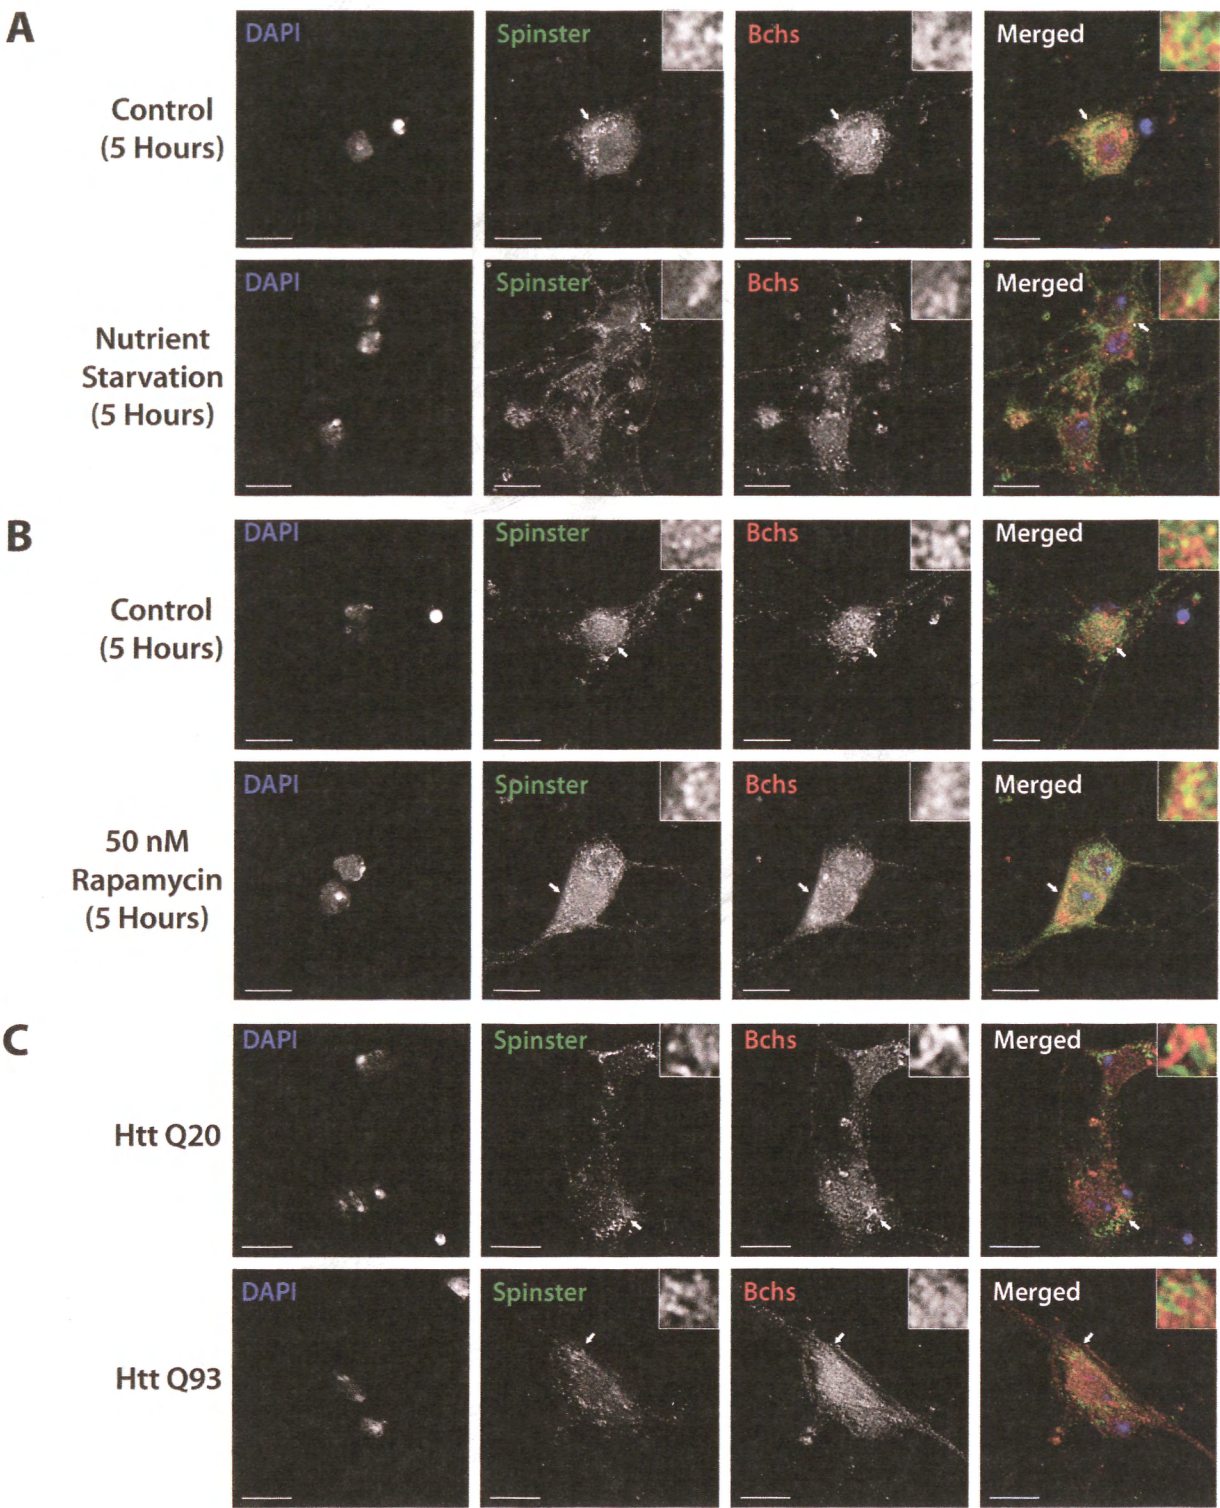 A
DAPI
Spinster
Bchs
Merged
Control
(5 Hours)
DAPI
Spinster
Bchs
Merged
Nutrient
Starvation
(5 Hours)
B
DAPI
Spinster
Bchs
Merged
Control
(5 Hours)
DAPI
Spinster
Bchs
Merged
50 nM
Rapamycin
(5 Hours)
C
DAPI
Spinster
Bchs
Merged
Htt Q20
DAPI
Spinster
Bchs
Merged
Htt Q93